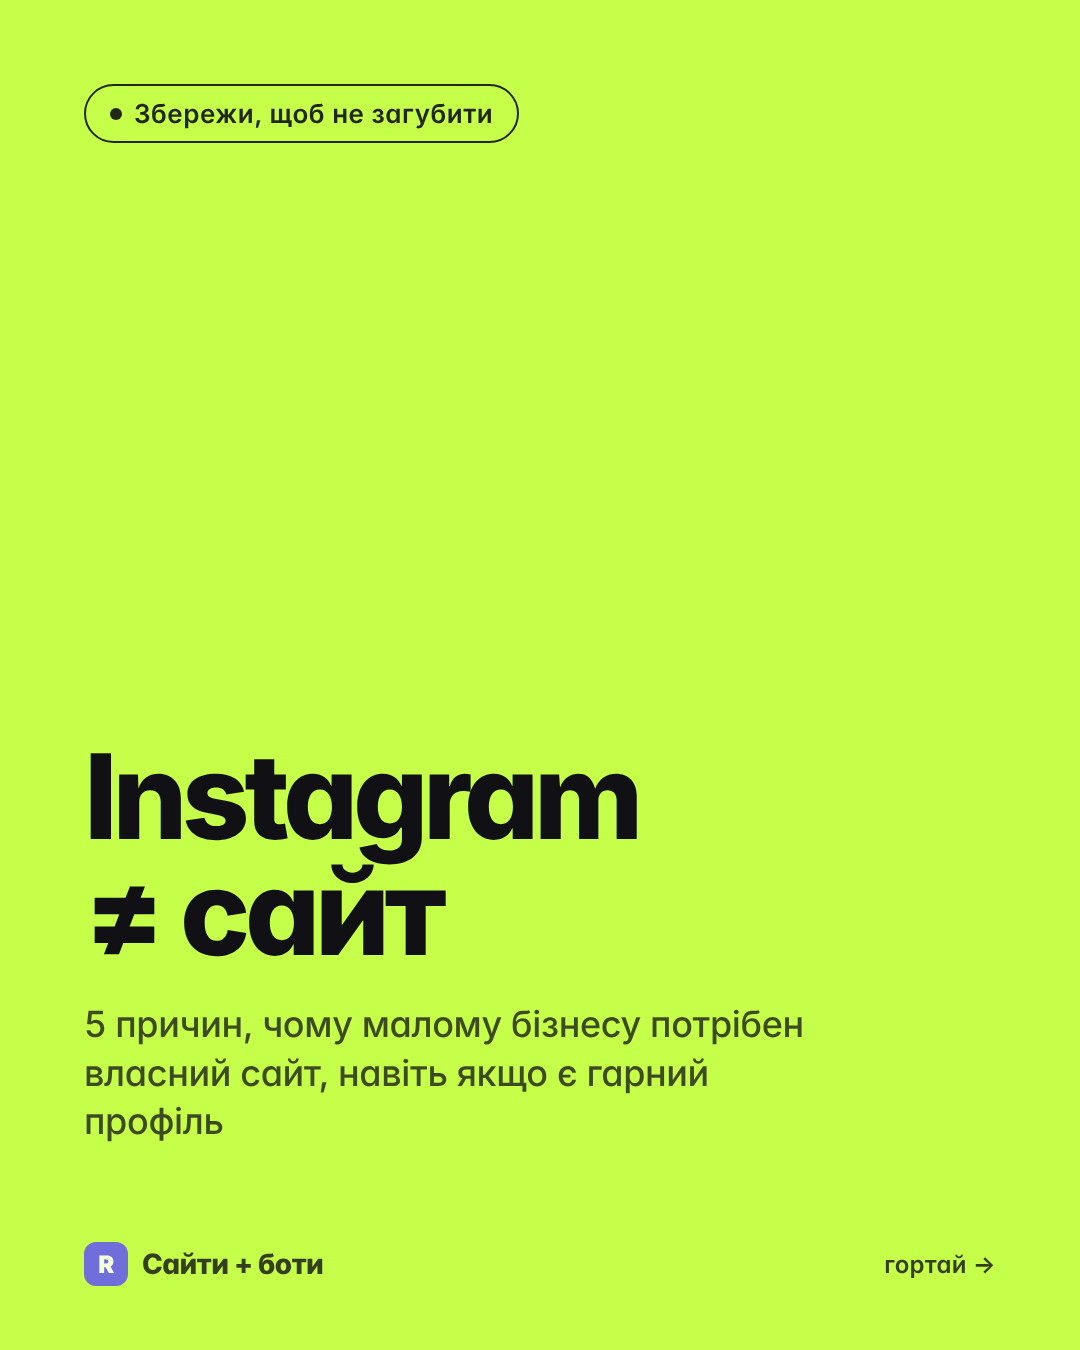 Збережи, щоб не загубити
Instagram
≠ сайт
5 причин, чому малому бізнесу потрібен
власний сайт, навіть якщо є гарний
профіль
R Сайти + боти
гортай →